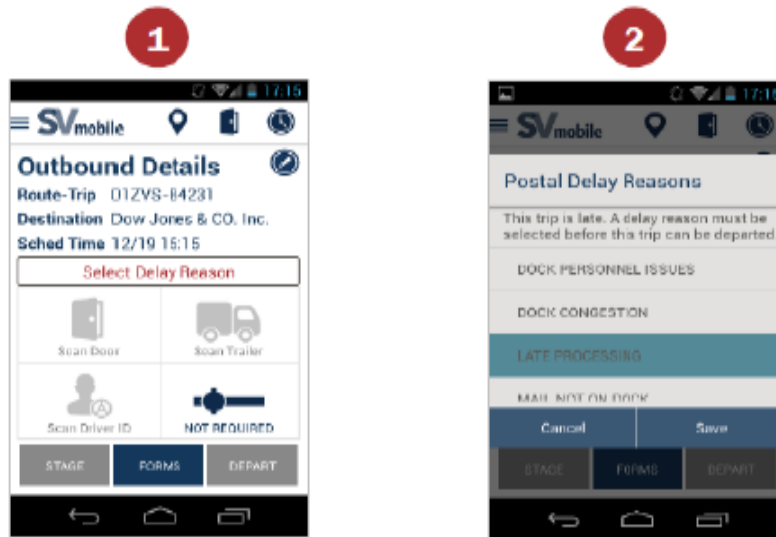 1
17:15
SVmobile
Outbound Details
Route-Trip 01ZVS-84231
Destination Dow Jones & CO. Inc.
Sched Time 12/19 15:15
Select Delay Reason
Scan Door
Scan Trailer
Scan Driver ID
NOT REQUIRED
STAGE
FORMS
DEPART
2
17:16
SVmobile
Postal Delay Reasons
This trip is late. A delay reason must be
selected before this trip can be departed.
DOCK PERSONNEL ISSUES
DOCK CONGESTION
LATE PROCESSING
MAIL NOT ON DOCK
Cancel
Save
STAGE
FORMS
DEPART